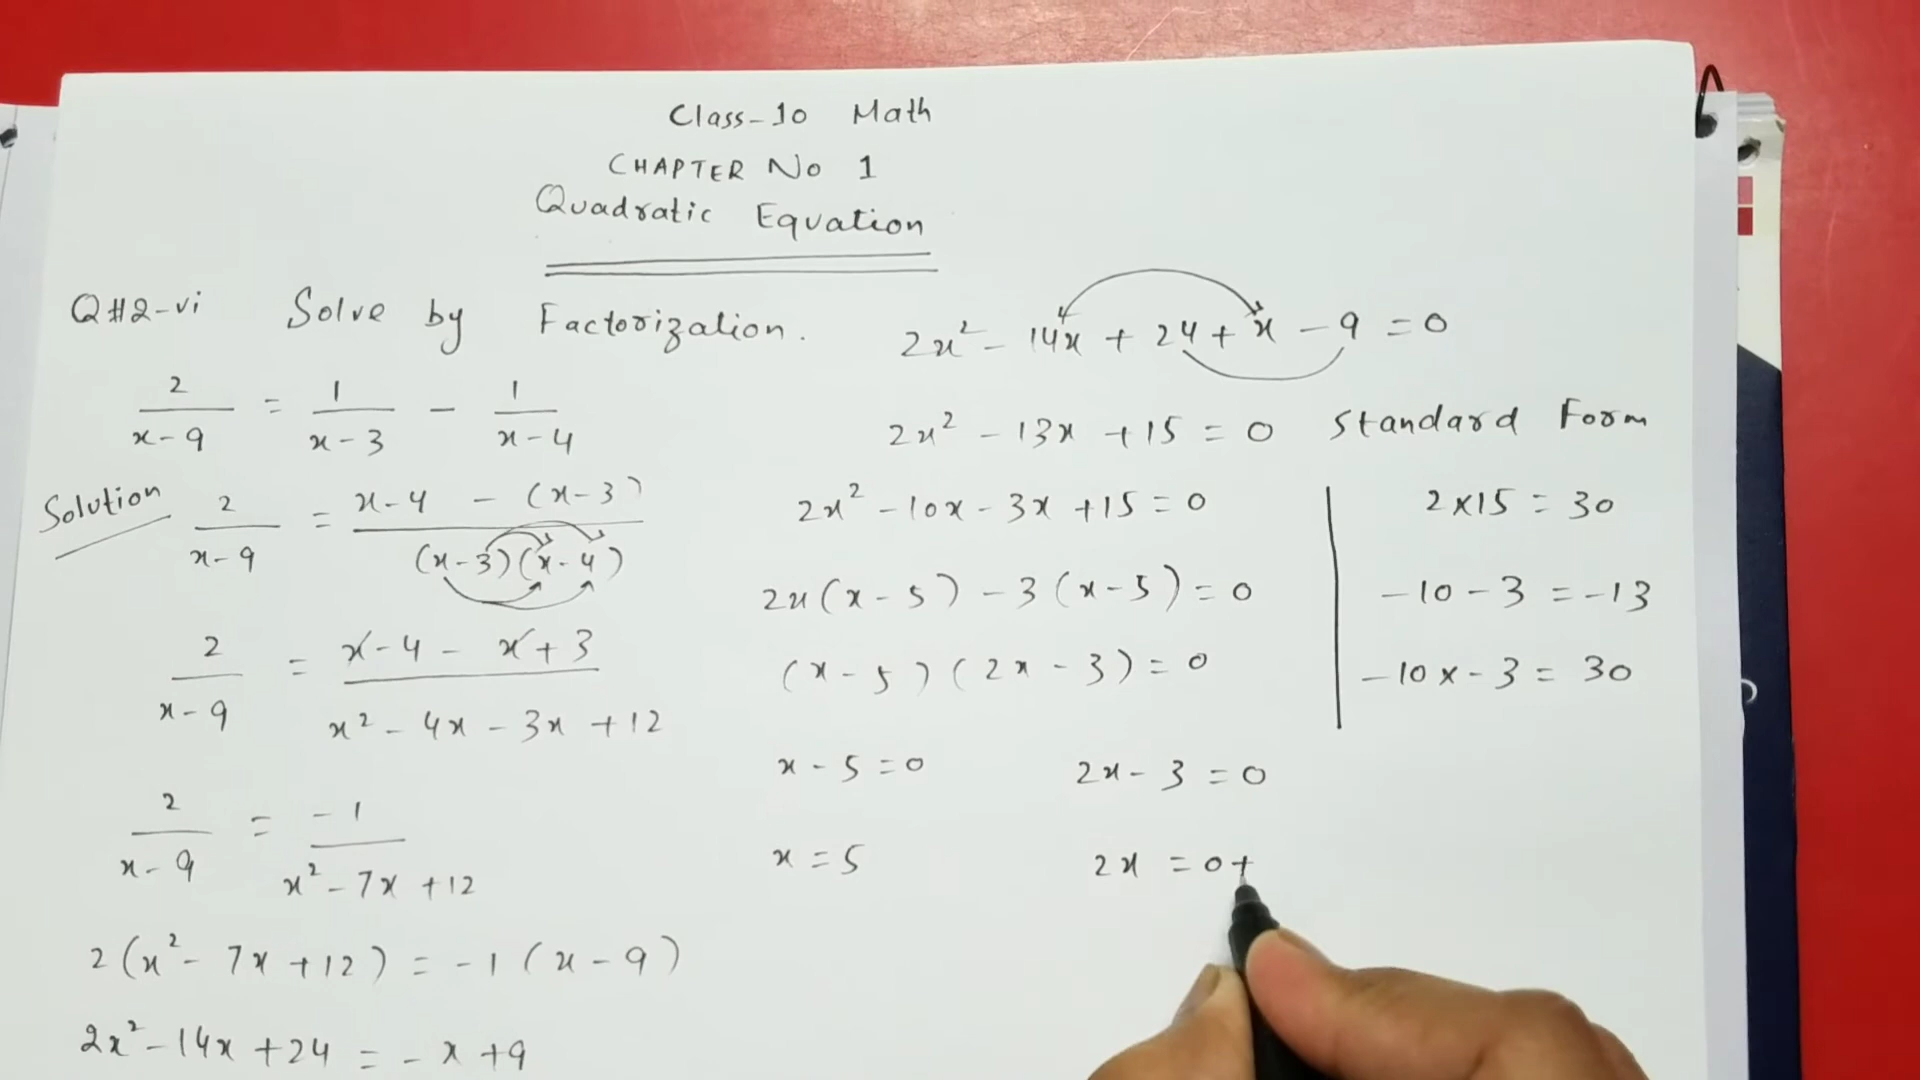 Class-10 Math
CHAPTER No 1
Quadratic Equation
Q#2-vi Solve by Factorization.
2/(x-9) = 1/(x-3) - 1/(x-4)
Solution 2/(x-9) = (x-4 - (x-3))/((x-3)(x-4))
2/(x-9) = (x-4 - x+3)/(x² - 4x - 3x + 12)
2/(x-9) = -1/(x² - 7x + 12)
2(x² - 7x + 12) = -1(x - 9)
2x² - 14x + 24 = -x + 9
2x² - 14x + 24 + x - 9 = 0
2x² - 13x + 15 = 0 Standard Form
2x² - 10x - 3x + 15 = 0
2x(x - 5) - 3(x - 5) = 0
(x - 5)(2x - 3) = 0
x - 5 = 0 2x - 3 = 0
x = 5 2x = 0+
2×15 = 30
-10 - 3 = -13
-10 × -3 = 30